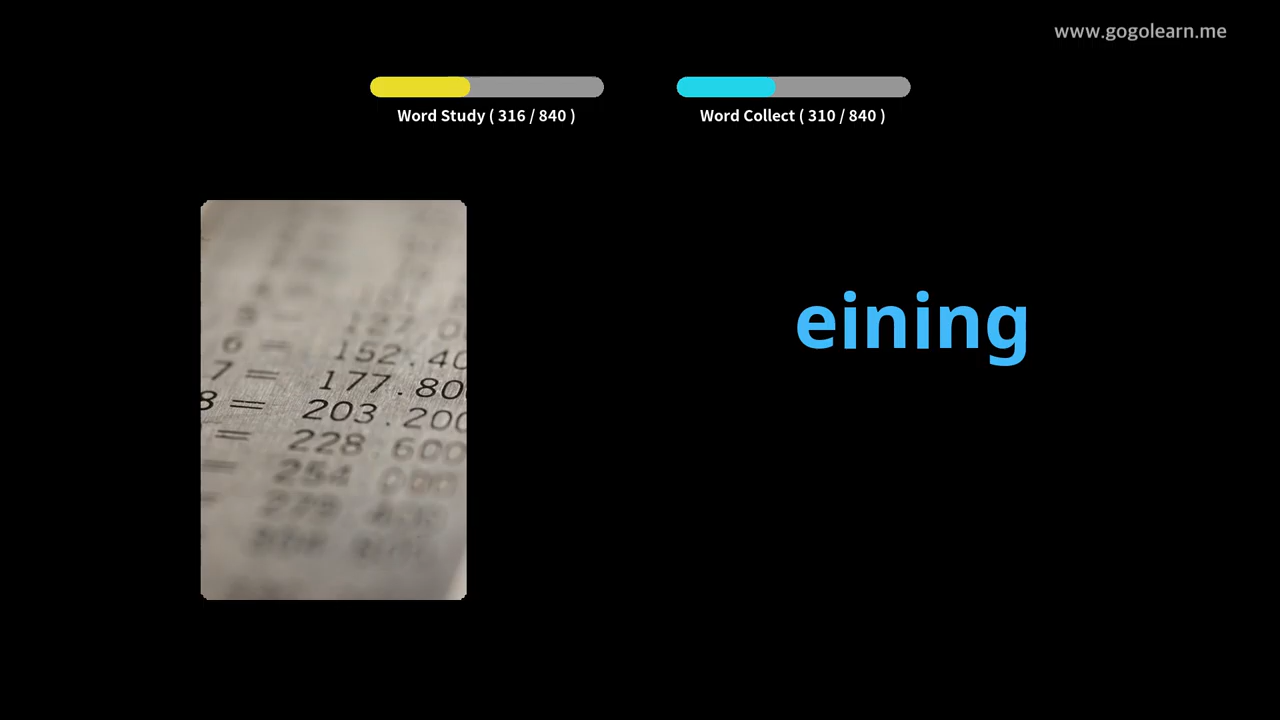 www.gogolearn.me
Word Study ( 316 / 840 )
Word Collect ( 310 / 840 )
eining
6 =
152.40
7 =
177.80
8 =
203.200
=
228.600
254